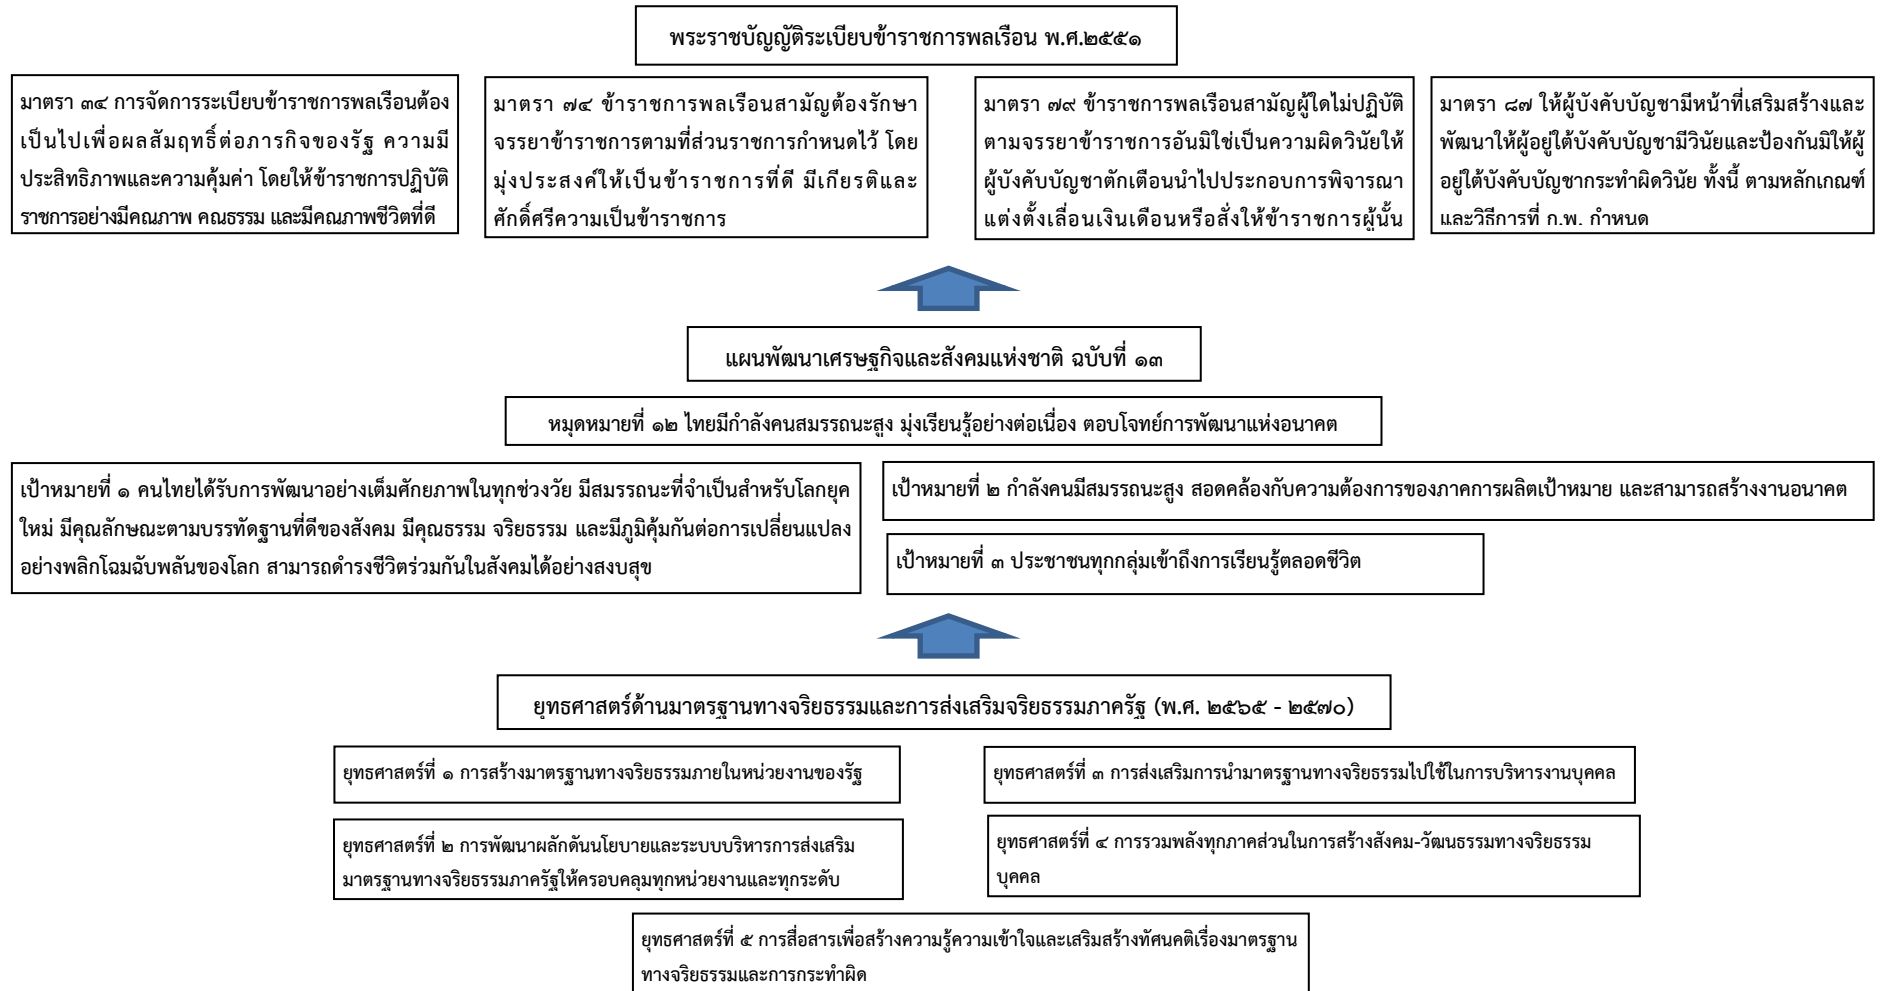 พระราชบัญญัติระเบียบข้าราชการพลเรือน พ.ศ.๒๕๕๑
มาตรา ๓๔ การจัดการระเบียบข้าราชการพลเรือนต้อง
เป็นไปเพื่อผลสัมฤทธิ์ต่อภารกิจของรัฐ ความมี
ประสิทธิภาพและความคุ้มค่า โดยให้ข้าราชการปฏิบัติ
ราชการอย่างมีคุณภาพ คุณธรรม และมีคุณภาพชีวิตที่ดี
มาตรา ๗๔ ข้าราชการพลเรือนสามัญต้องรักษา
จรรยาข้าราชการตามที่ส่วนราชการกำหนดไว้ โดย
มุ่งประสงค์ให้เป็นข้าราชการที่ดี มีเกียรติและ
ศักดิ์ศรีความเป็นข้าราชการ
มาตรา ๗๙ ข้าราชการพลเรือนสามัญผู้ใดไม่ปฏิบัติ
ตามจรรยาข้าราชการอันมิใช่เป็นความผิดวินัยให้
ผู้บังคับบัญชาตักเตือนนำไปประกอบการพิจารณา
แต่งตั้งเลื่อนเงินเดือนหรือสั่งให้ข้าราชการผู้นั้น
มาตรา ๘๗ ให้ผู้บังคับบัญชามีหน้าที่เสริมสร้างและ
พัฒนาให้ผู้อยู่ใต้บังคับบัญชามีวินัยและป้องกันมิให้ผู้
อยู่ใต้บังคับบัญชากระทำผิดวินัย ทั้งนี้ ตามหลักเกณฑ์
และวิธีการที่ ก.พ. กำหนด
แผนพัฒนาเศรษฐกิจและสังคมแห่งชาติ ฉบับที่ ๑๓
หมุดหมายที่ ๑๒ ไทยมีกำลังคนสมรรถนะสูง มุ่งเรียนรู้อย่างต่อเนื่อง ตอบโจทย์การพัฒนาแห่งอนาคต
เป้าหมายที่ ๑ คนไทยได้รับการพัฒนาอย่างเต็มศักยภาพในทุกช่วงวัย มีสมรรถนะที่จำเป็นสำหรับโลกยุค
ใหม่ มีคุณลักษณะตามบรรทัดฐานที่ดีของสังคม มีคุณธรรม จริยธรรม และมีภูมิคุ้มกันต่อการเปลี่ยนแปลง
อย่างพลิกโฉมฉับพลันของโลก สามารถดำรงชีวิตร่วมกันในสังคมได้อย่างสงบสุข
เป้าหมายที่ ๒ กำลังคนมีสมรรถนะสูง สอดคล้องกับความต้องการของภาคการผลิตเป้าหมาย และสามารถสร้างงานอนาคต
เป้าหมายที่ ๓ ประชาชนทุกกลุ่มเข้าถึงการเรียนรู้ตลอดชีวิต
ยุทธศาสตร์ด้านมาตรฐานทางจริยธรรมและการส่งเสริมจริยธรรมภาครัฐ (พ.ศ. ๒๕๖๕ - ๒๕๗๐)
ยุทธศาสตร์ที่ ๑ การสร้างมาตรฐานทางจริยธรรมภายในหน่วยงานของรัฐ
ยุทธศาสตร์ที่ ๓ การส่งเสริมการนำมาตรฐานทางจริยธรรมไปใช้ในการบริหารงานบุคคล
ยุทธศาสตร์ที่ ๒ การพัฒนาผลักดันนโยบายและระบบบริหารการส่งเสริม
มาตรฐานทางจริยธรรมภาครัฐให้ครอบคลุมทุกหน่วยงานและทุกระดับ
ยุทธศาสตร์ที่ ๔ การรวมพลังทุกภาคส่วนในการสร้างสังคม-วัฒนธรรมทางจริยธรรม
บุคคล
ยุทธศาสตร์ที่ ๕ การสื่อสารเพื่อสร้างความรู้ความเข้าใจและเสริมสร้างทัศนคติเรื่องมาตรฐาน
ทางจริยธรรมและการกระทำผิด